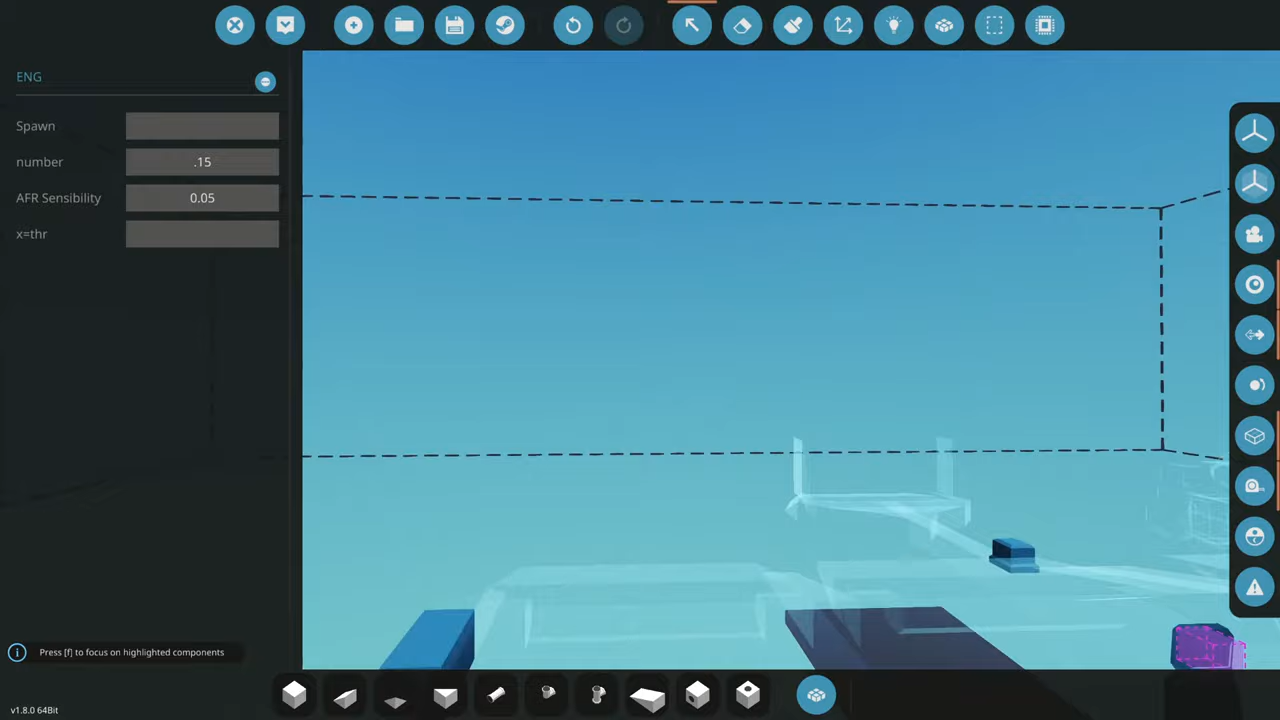 ENG
Spawn
number .15
AFR Sensibility 0.05
x=thr
Press [f] to focus on highlighted components
v1.8.0 64Bit